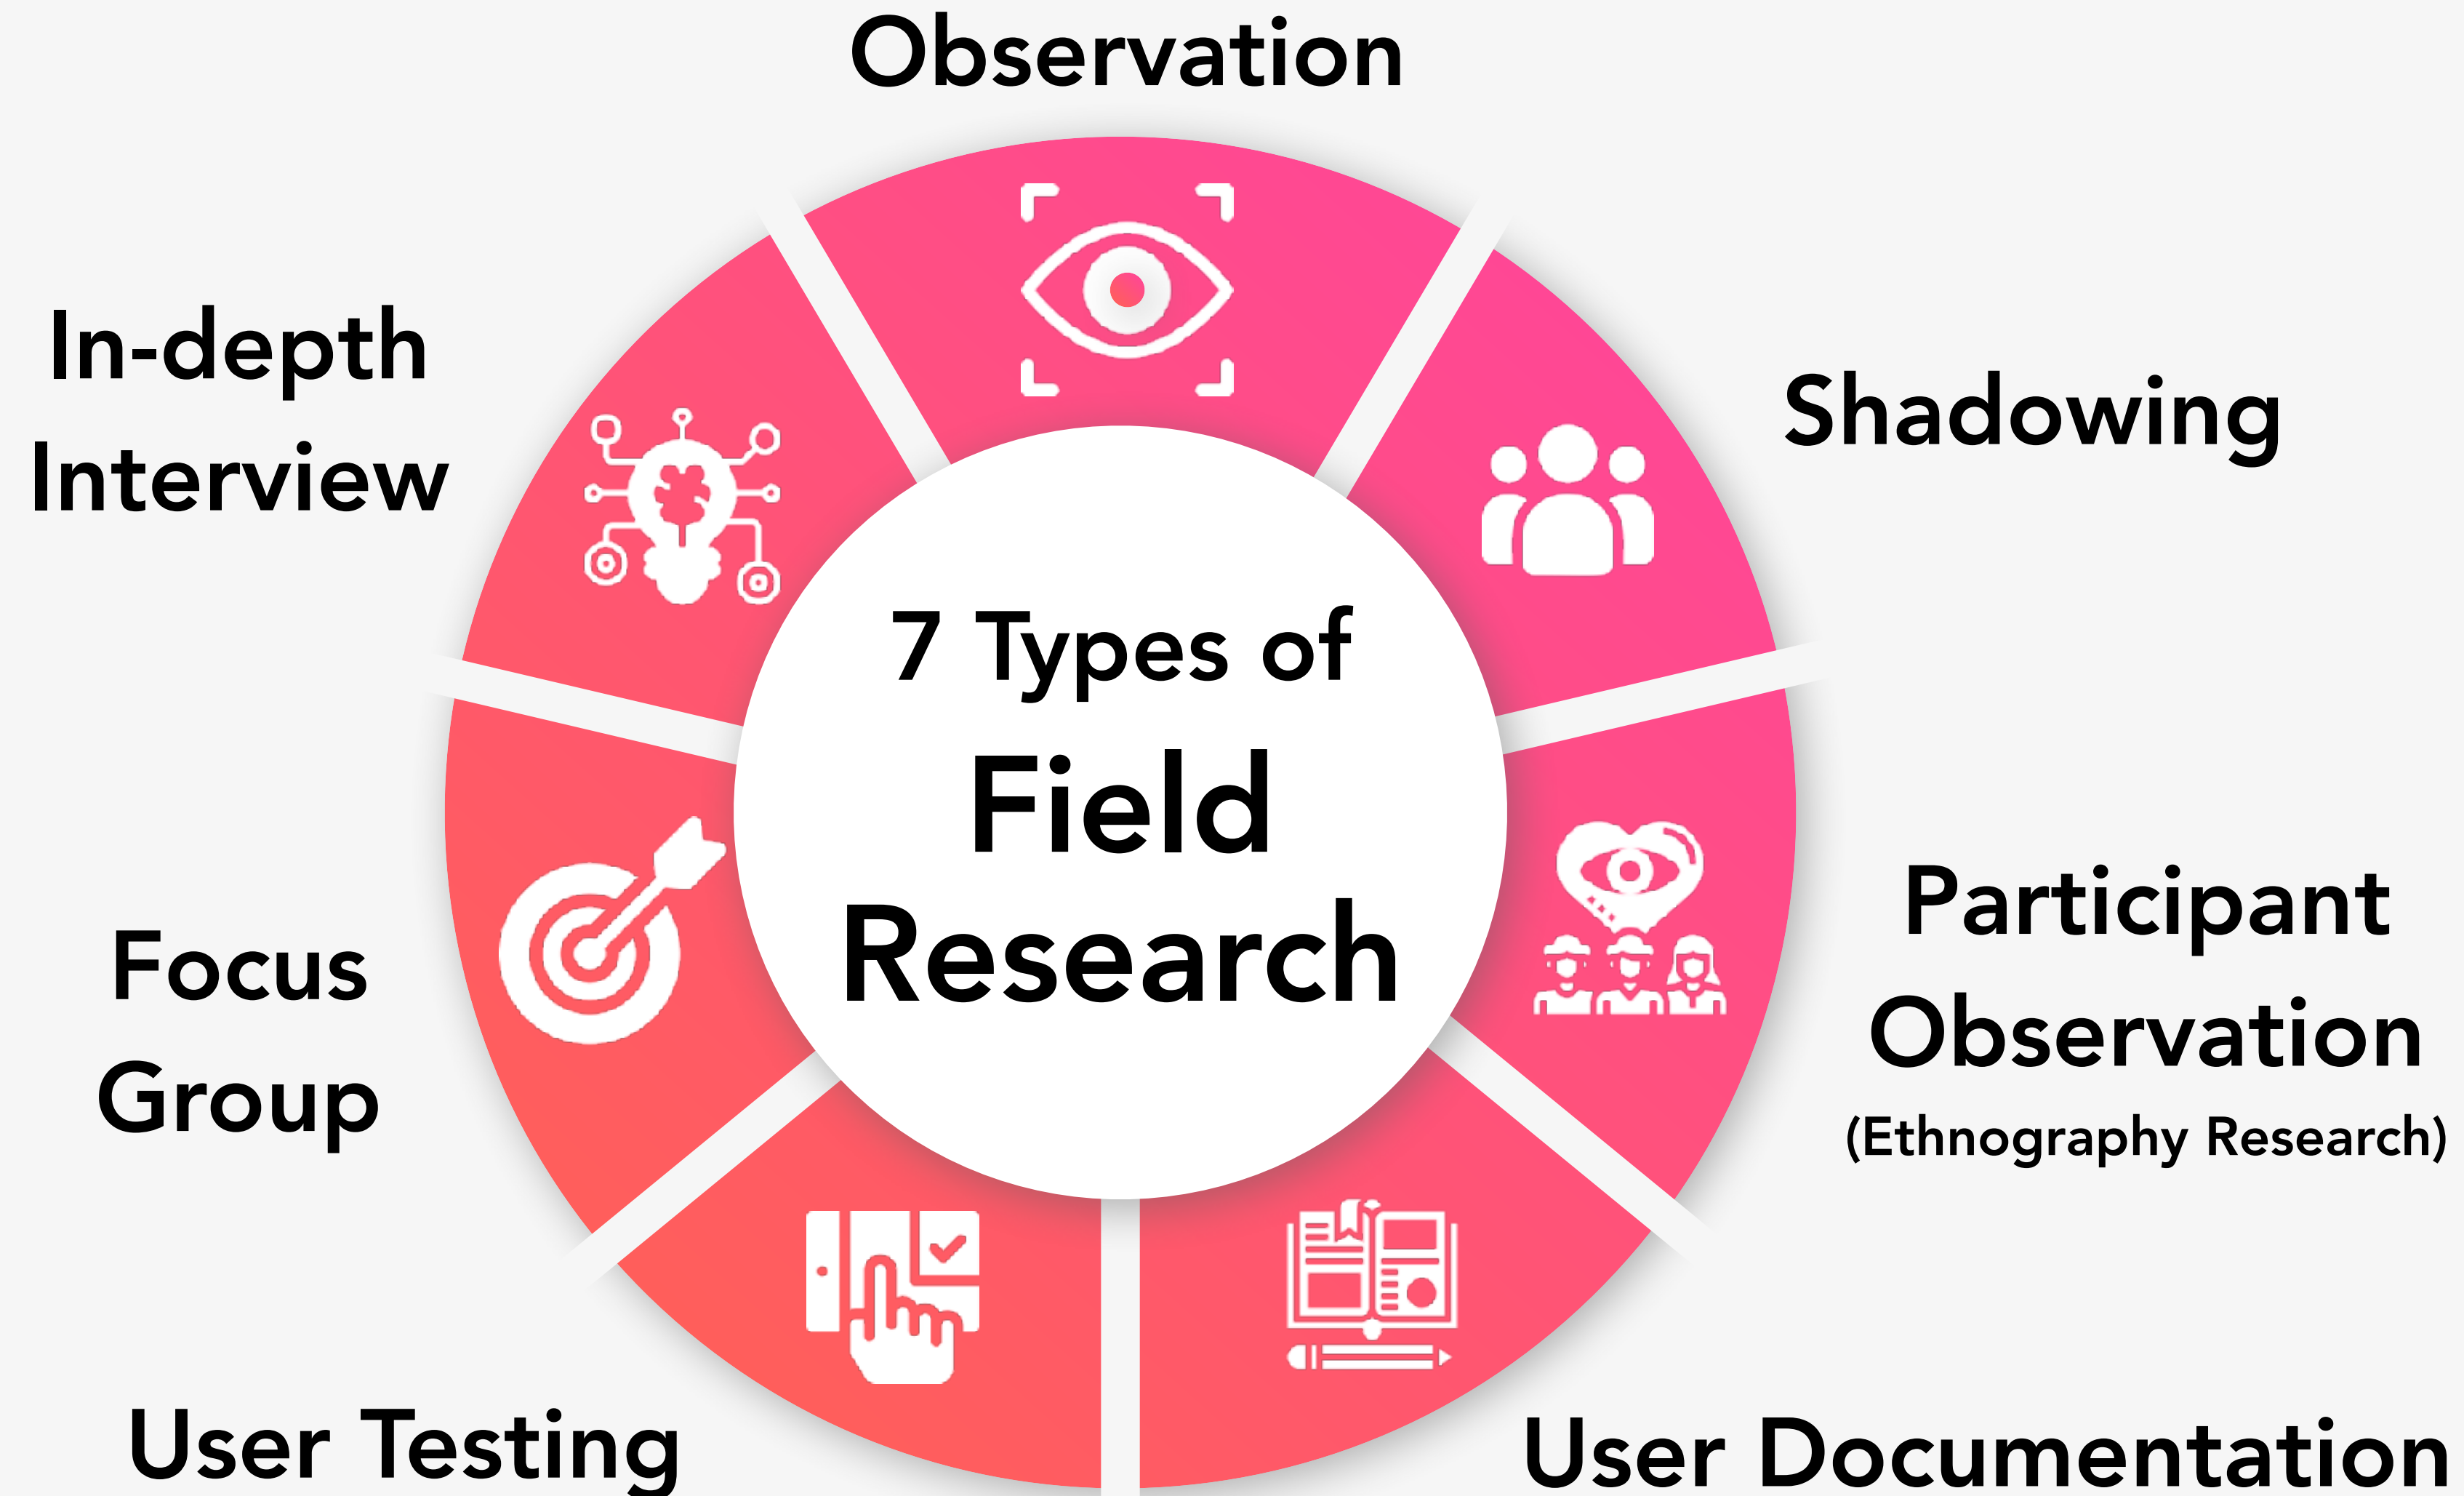 Observation
Shadowing
Participant
Observation
(Ethnography Research)
User Documentation
User Testing
Focus
Group
In-depth
Interview
7 Types of
Field
Research